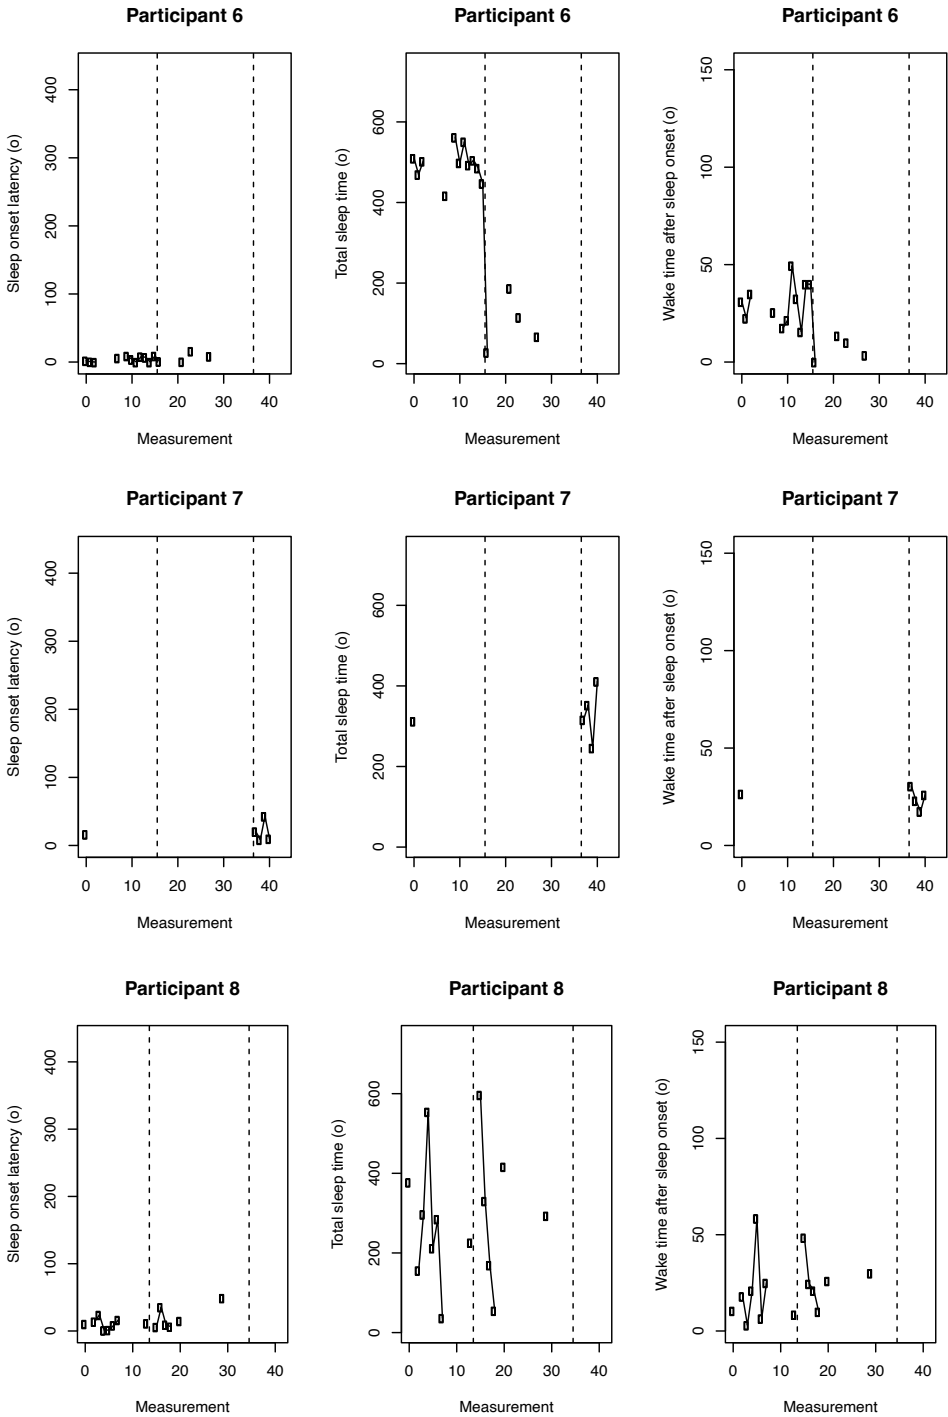 Participant 6
Participant 6
Participant 6
Sleep onset latency (o)
0
100
200
300
400
0 10 20 30 40
Measurement
Total sleep time (o)
0
200
400
600
0 10 20 30 40
Measurement
Wake time after sleep onset (o)
0
50
100
150
0 10 20 30 40
Measurement
Participant 7
Participant 7
Participant 7
Sleep onset latency (o)
0
100
200
300
400
0 10 20 30 40
Measurement
Total sleep time (o)
0
200
400
600
0 10 20 30 40
Measurement
Wake time after sleep onset (o)
0
50
100
150
0 10 20 30 40
Measurement
Participant 8
Participant 8
Participant 8
Sleep onset latency (o)
0
100
200
300
400
0 10 20 30 40
Measurement
Total sleep time (o)
0
200
400
600
0 10 20 30 40
Measurement
Wake time after sleep onset (o)
0
50
100
150
0 10 20 30 40
Measurement